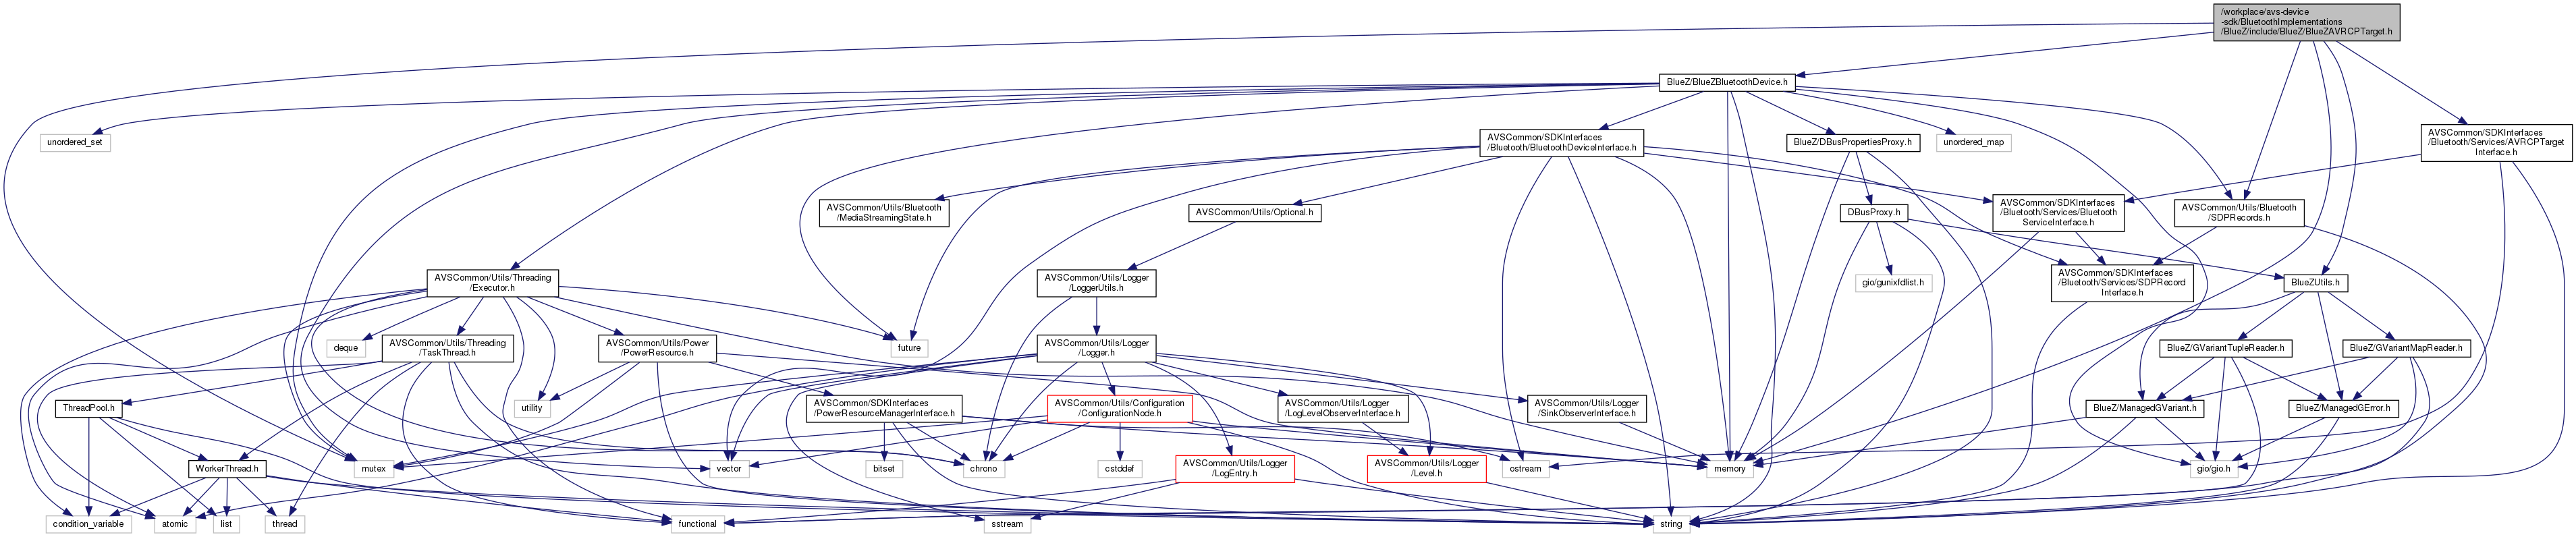 /workplace/avs-device
-sdk/BluetoothImplementations
/BlueZ/include/BlueZ/BlueZAVRCPTarget.h
BlueZ/BlueZBluetoothDevice.h
unordered_set
AVSCommon/SDKInterfaces
/Bluetooth/BluetoothDeviceInterface.h
BlueZ/DBusPropertiesProxy.h
unordered_map
AVSCommon/SDKInterfaces
/Bluetooth/Services/AVRCPTarget
Interface.h
AVSCommon/Utils/Bluetooth
/MediaStreamingState.h
AVSCommon/Utils/Optional.h
DBusProxy.h
AVSCommon/SDKInterfaces
/Bluetooth/Services/Bluetooth
ServiceInterface.h
AVSCommon/Utils/Bluetooth
/SDPRecords.h
AVSCommon/Utils/Threading
/Executor.h
AVSCommon/Utils/Logger
/LoggerUtils.h
gio/gunixfdlist.h
AVSCommon/SDKInterfaces
/Bluetooth/Services/SDPRecord
Interface.h
BlueZUtils.h
deque
AVSCommon/Utils/Threading
/TaskThread.h
AVSCommon/Utils/Power
/PowerResource.h
future
AVSCommon/Utils/Logger
/Logger.h
BlueZ/GVariantTupleReader.h
BlueZ/GVariantMapReader.h
ThreadPool.h
utility
AVSCommon/SDKInterfaces
/PowerResourceManagerInterface.h
AVSCommon/Utils/Configuration
/ConfigurationNode.h
AVSCommon/Utils/Logger
/LogLevelObserverInterface.h
AVSCommon/Utils/Logger
/SinkObserverInterface.h
BlueZ/ManagedGVariant.h
BlueZ/ManagedGError.h
WorkerThread.h
mutex
vector
bitset
chrono
cstddef
AVSCommon/Utils/Logger
/LogEntry.h
AVSCommon/Utils/Logger
/Level.h
ostream
memory
gio/gio.h
condition_variable
atomic
list
thread
functional
sstream
string